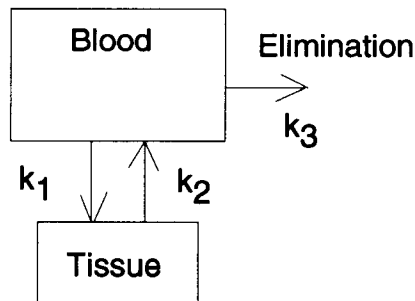 Blood
Elimination
k3
k1
k2
Tissue